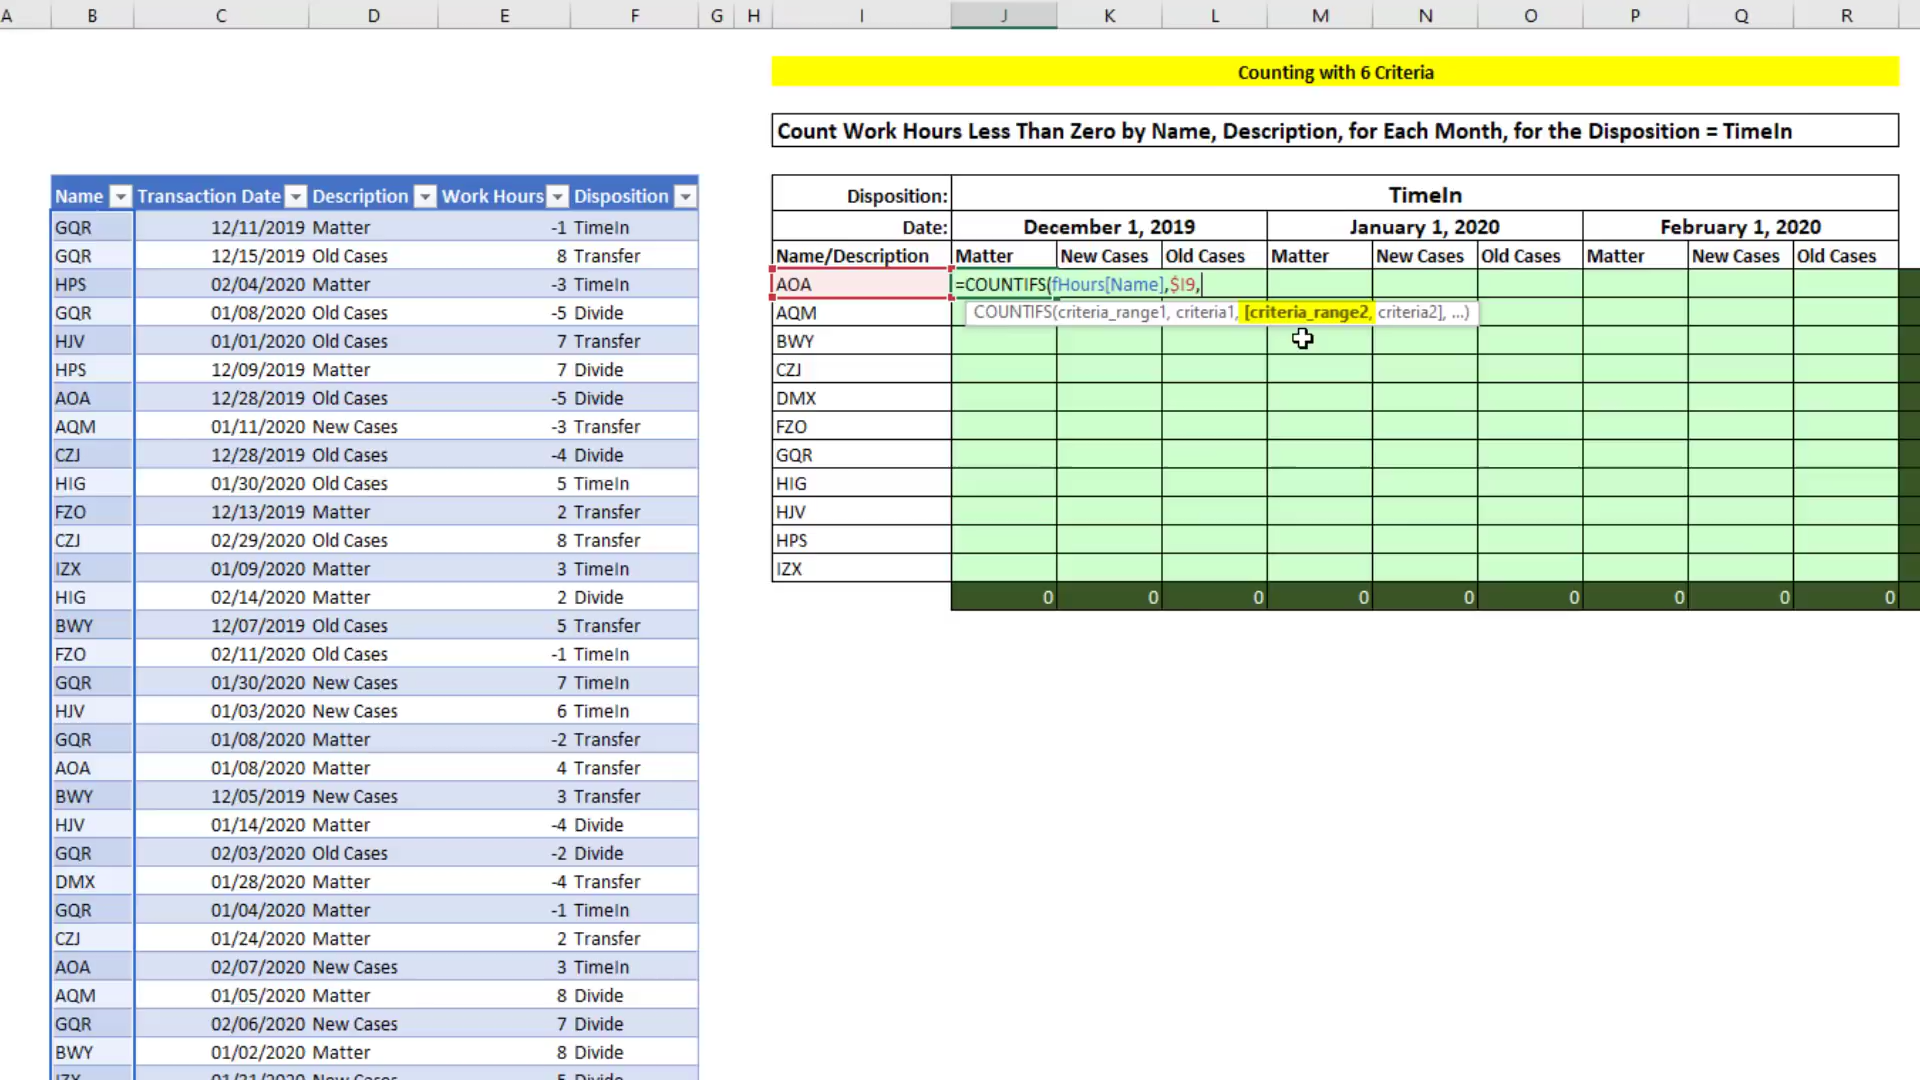 A B C D E F G H I J K L M N O P Q R
Counting with 6 Criteria
Count Work Hours Less Than Zero by Name, Description, for Each Month, for the Disposition = TimeIn
Disposition: TimeIn
Date: December 1, 2019 January 1, 2020 February 1, 2020
Name/Description Matter New Cases Old Cases Matter New Cases Old Cases Matter New Cases Old Cases
AOA =COUNTIFS(fHours[Name],$I9,
AQM COUNTIFS(criteria_range1, criteria1, [criteria_range2, criteria2], ...)
BWY
CZJ
DMX
FZO
GQR
HIG
HJV
HPS
IZX
0 0 0 0 0 0 0 0 0
Name Transaction Date Description Work Hours Disposition
GQR 12/11/2019 Matter -1 TimeIn
GQR 12/15/2019 Old Cases 8 Transfer
HPS 02/04/2020 Matter -3 TimeIn
GQR 01/08/2020 Old Cases -5 Divide
HJV 01/01/2020 Old Cases 7 Transfer
HPS 12/09/2019 Matter 7 Divide
AOA 12/28/2019 Old Cases -5 Divide
AQM 01/11/2020 New Cases -3 Transfer
CZJ 12/28/2019 Old Cases -4 Divide
HIG 01/30/2020 Old Cases 5 TimeIn
FZO 12/13/2019 Matter 2 Transfer
CZJ 02/29/2020 Old Cases 8 Transfer
IZX 01/09/2020 Matter 3 TimeIn
HIG 02/14/2020 Matter 2 Divide
BWY 12/07/2019 Old Cases 5 Transfer
FZO 02/11/2020 Old Cases -1 TimeIn
GQR 01/30/2020 New Cases 7 TimeIn
HJV 01/03/2020 New Cases 6 TimeIn
GQR 01/08/2020 Matter -2 Transfer
AOA 01/08/2020 Matter 4 Transfer
BWY 12/05/2019 New Cases 3 Transfer
HJV 01/14/2020 Matter -4 Divide
GQR 02/03/2020 Old Cases -2 Divide
DMX 01/28/2020 Matter -4 Transfer
GQR 01/04/2020 Matter -1 TimeIn
CZJ 01/24/2020 Matter 2 Transfer
AOA 02/07/2020 New Cases 3 TimeIn
AQM 01/05/2020 Matter 8 Divide
GQR 02/06/2020 New Cases 7 Divide
BWY 01/02/2020 Matter 8 Divide
IZX New Cases Divide